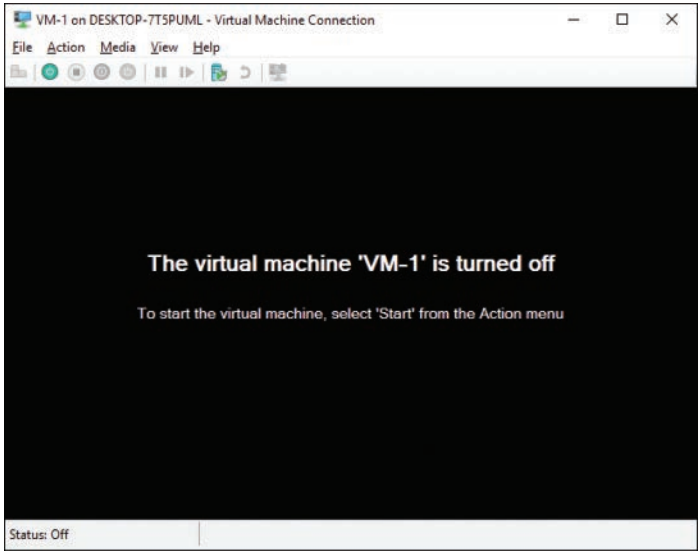 VM-1 on DESKTOP-7T5PUML - Virtual Machine Connection
File Action Media View Help
The virtual machine 'VM-1' is turned off
To start the virtual machine, select 'Start' from the Action menu
Status: Off